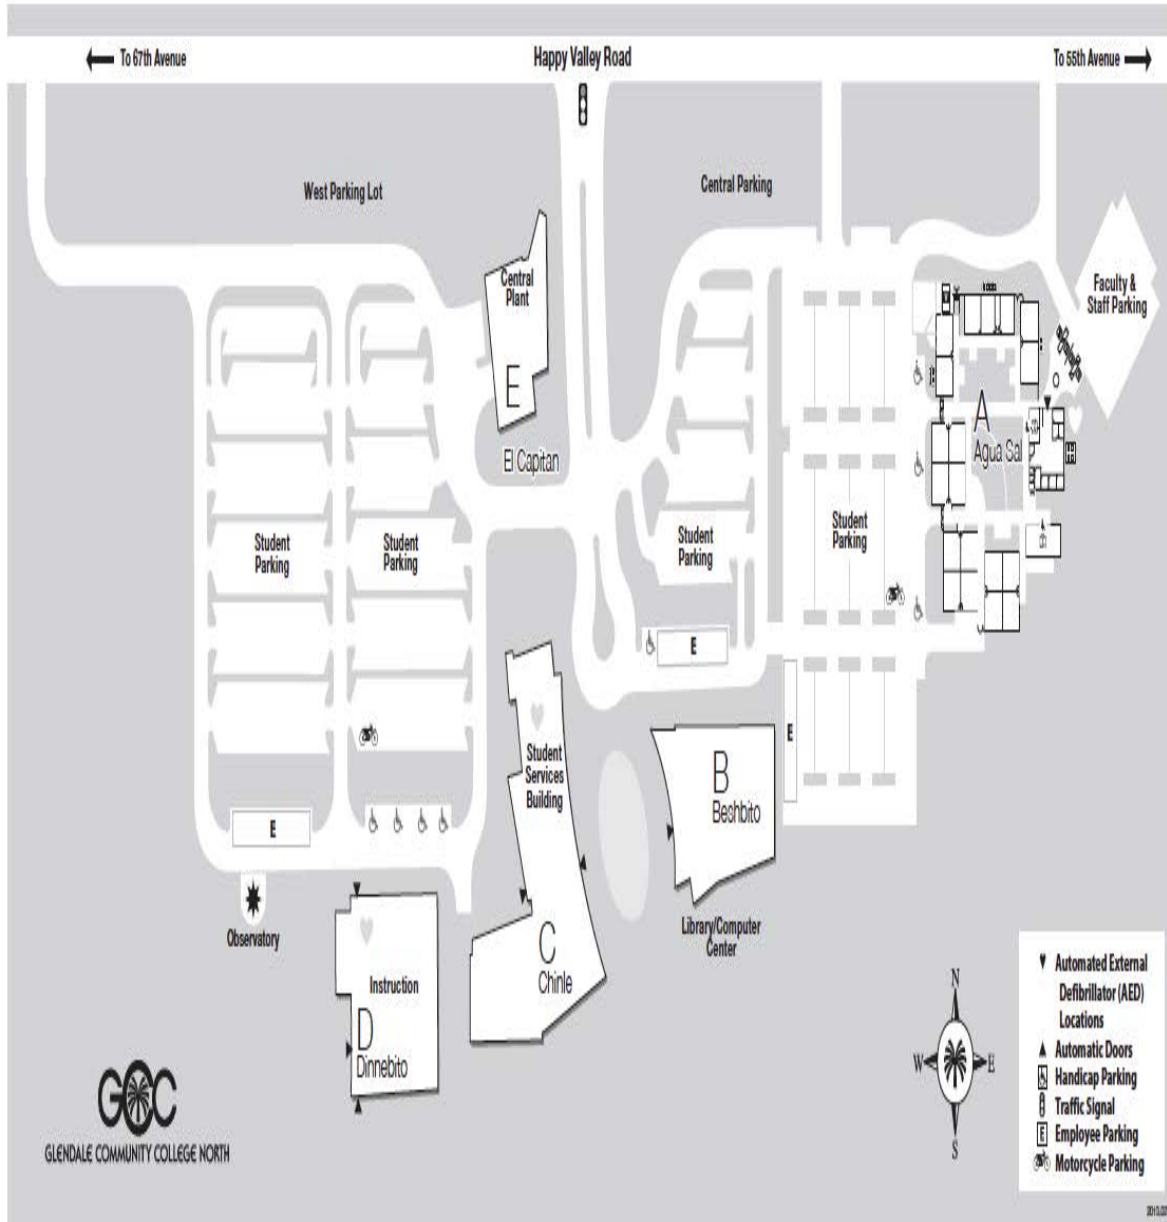 To 67th Avenue
Happy Valley Road
To 55th Avenue
West Parking Lot
Central Parking
Central
Plant
E
El Capitan
Faculty &
Staff Parking
A
Agua Sal
Student
Parking
Student
Parking
Student
Parking
Student
Parking
E
E
E
Student
Services
Building
B
Beshbito
Library/Computer
Center
Observatory
C
Chinle
Instruction
D
Dinnebito
GCC
GLENDALE COMMUNITY COLLEGE NORTH
N
W
E
S
Automated External
Defibrillator (AED)
Locations
Automatic Doors
Handicap Parking
Traffic Signal
E Employee Parking
Motorcycle Parking